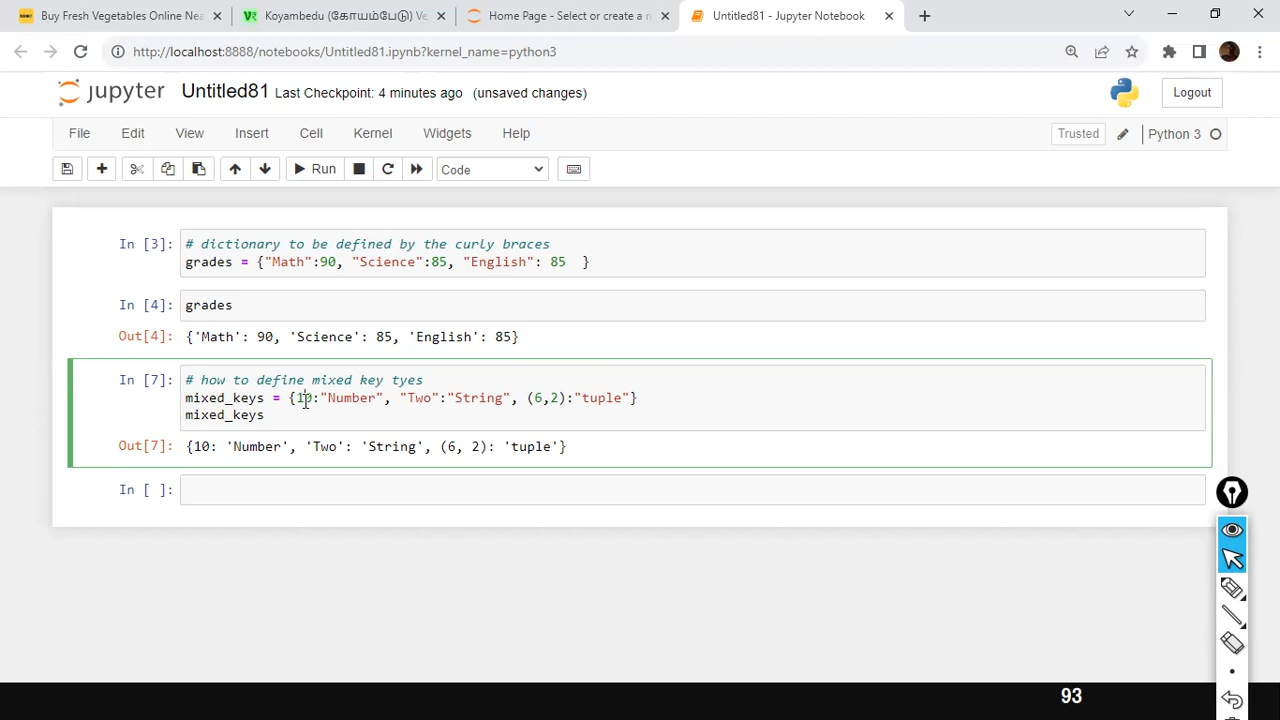 Buy Fresh Vegetables Online Ne
Koyambedu (கோயம்பேடு) V
Home Page - Select or create a n
Untitled81 - Jupyter Notebook
http://localhost:8888/notebooks/Untitled81.ipynb?kernel_name=python3
jupyter Untitled81 Last Checkpoint: 4 minutes ago (unsaved changes)
Logout
File Edit View Insert Cell Kernel Widgets Help
Trusted
Python 3
Run
Code
In [3]: # dictionary to be defined by the curly braces
grades = {"Math":90, "Science":85, "English": 85  }
In [4]: grades
Out[4]: {'Math': 90, 'Science': 85, 'English': 85}
In [7]: # how to define mixed key tyes
mixed_keys = {10:"Number", "Two":"String", (6,2):"tuple"}
mixed_keys
Out[7]: {10: 'Number', 'Two': 'String', (6, 2): 'tuple'}
In [ ]:
93